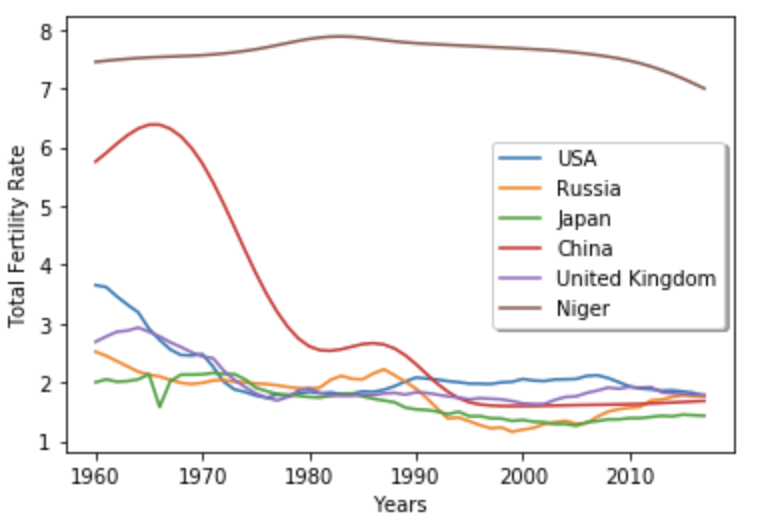 8
7
6
5
4
3
2
1
Total Fertility Rate
USA
Russia
Japan
China
United Kingdom
Niger
1960 1970 1980 1990 2000 2010
Years